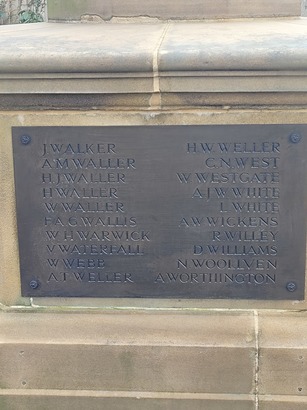 J WALKER
A M WALLER
H J WALLER
H WALLER
W WALLER
F A G WALLIS
W H WARWICK
V WATERFALL
W WEBB
A T WELLER
H W WELLER
C N WEST
W WESTGATE
A J W WHITE
L WHITE
A W WICKENS
R WILLEY
D WILLIAMS
N WOOLLVEN
A WORTHINGTON